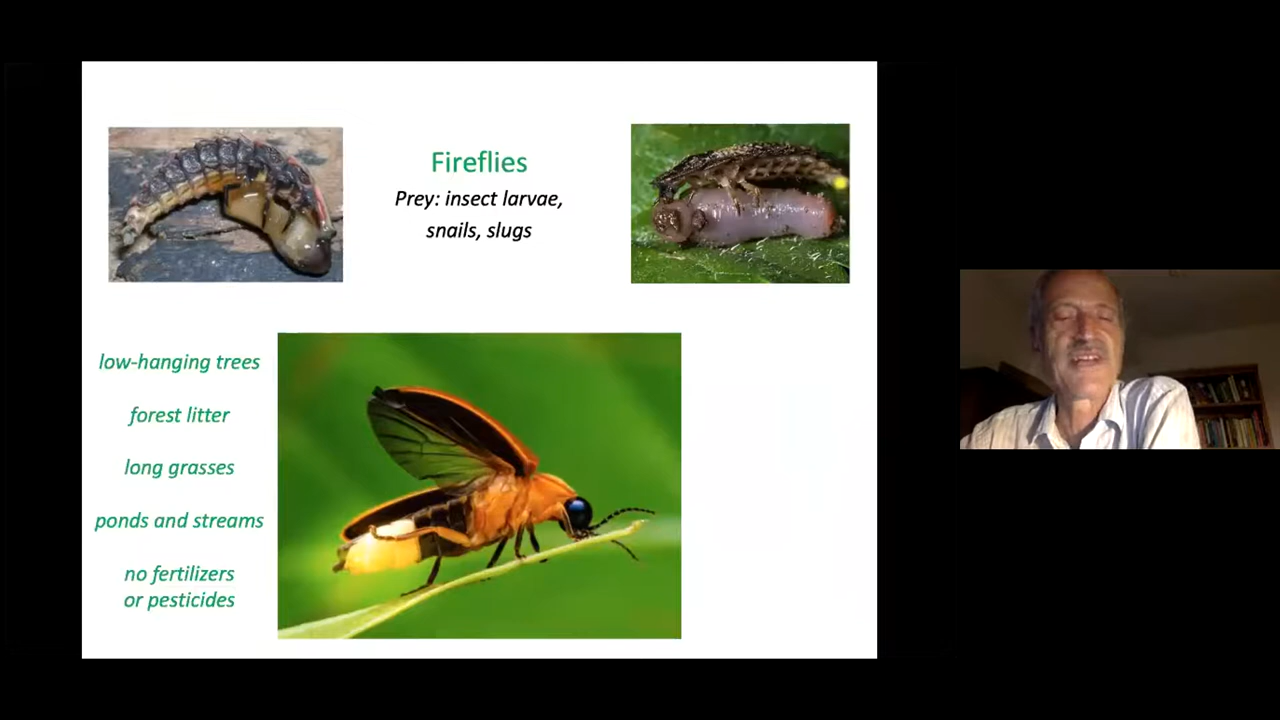 Fireflies
Prey: insect larvae,
snails, slugs
low-hanging trees
forest litter
long grasses
ponds and streams
no fertilizers
or pesticides